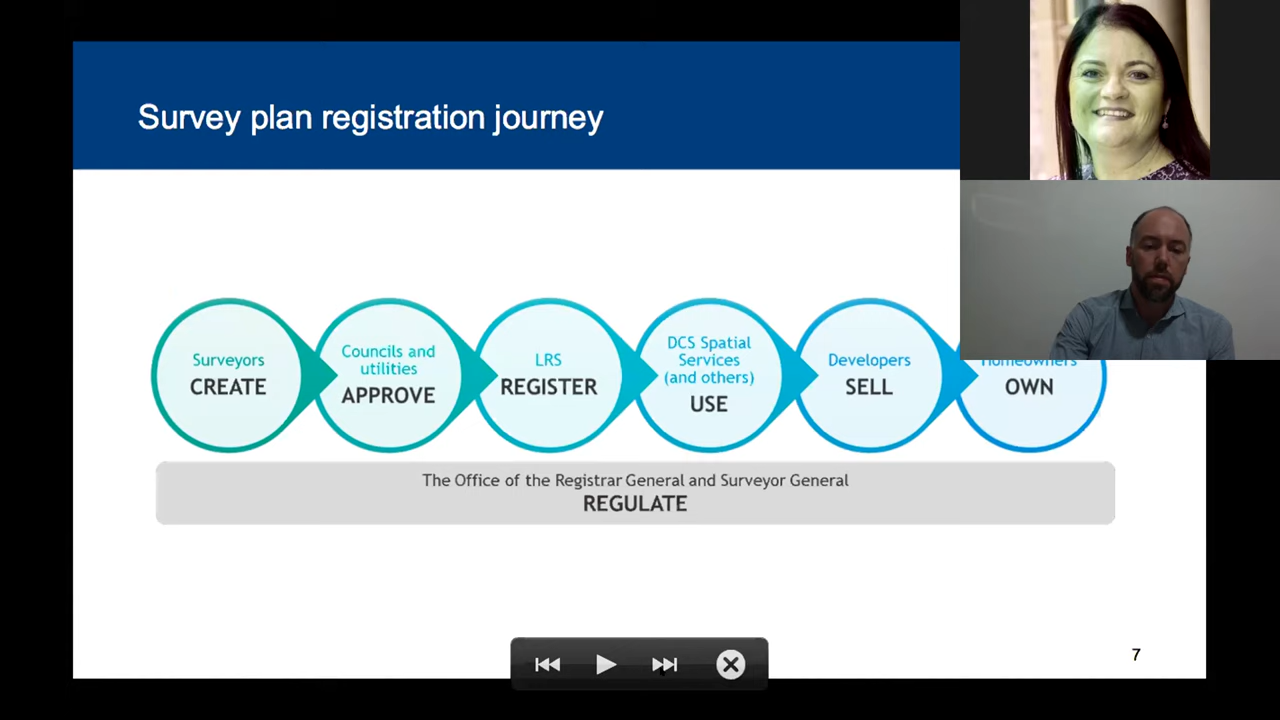 Survey plan registration journey
Surveyors
CREATE
Councils and
utilities
APPROVE
LRS
REGISTER
DCS Spatial
Services
(and others)
USE
Developers
SELL
Homeowners
OWN
The Office of the Registrar General and Surveyor General
REGULATE
7